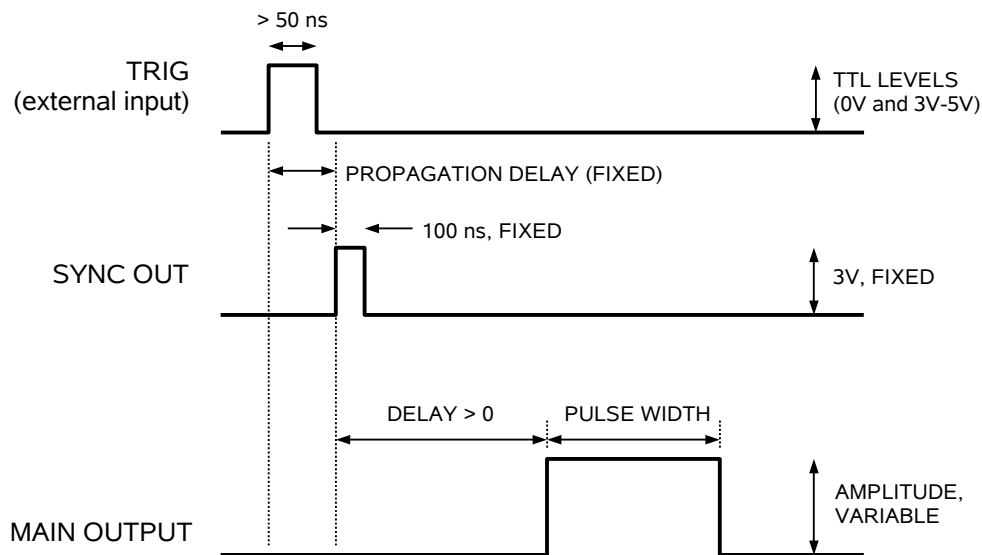 > 50 ns
TRIG
(external input)
TTL LEVELS
(0V and 3V-5V)
PROPAGATION DELAY (FIXED)
100 ns, FIXED
SYNC OUT
3V, FIXED
DELAY > 0
PULSE WIDTH
AMPLITUDE,
VARIABLE
MAIN OUTPUT